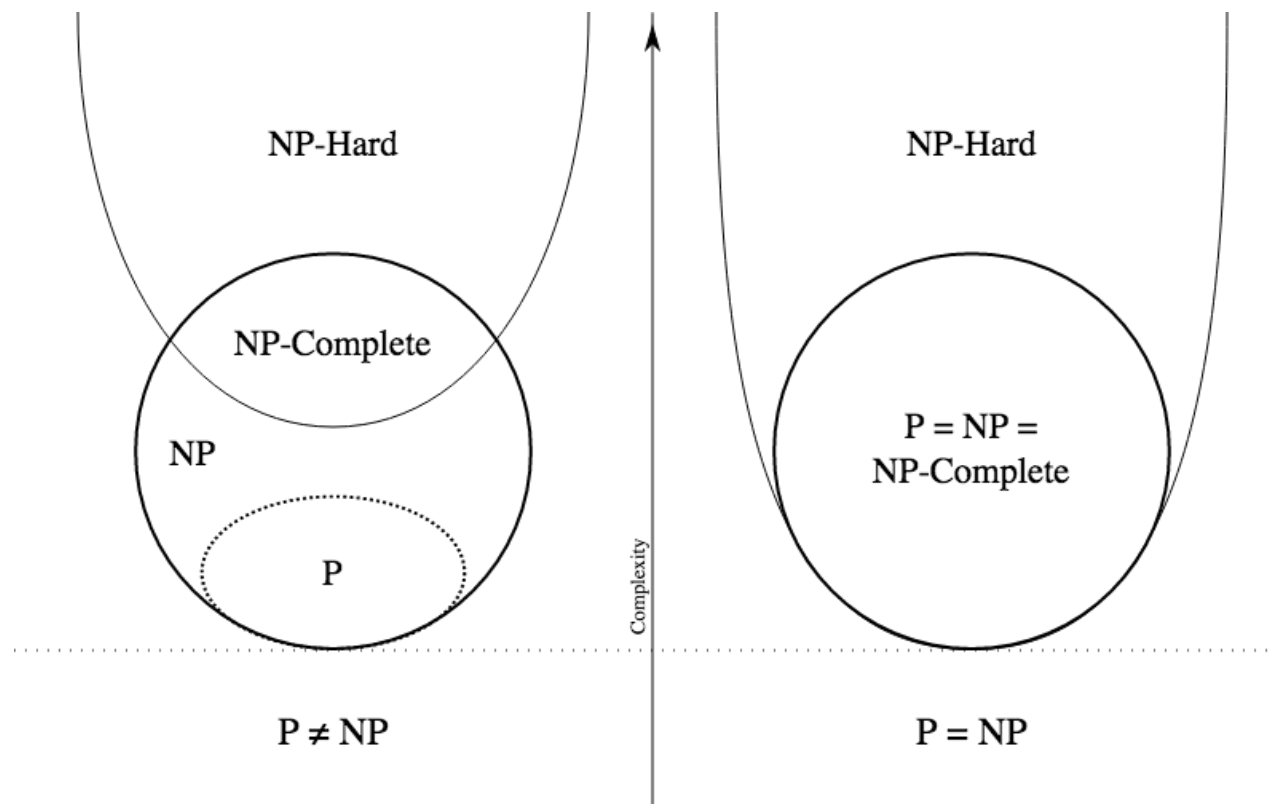 NP-Hard
NP-Complete
NP
P
P ≠ NP
Complexity
NP-Hard
P = NP =
NP-Complete
P = NP